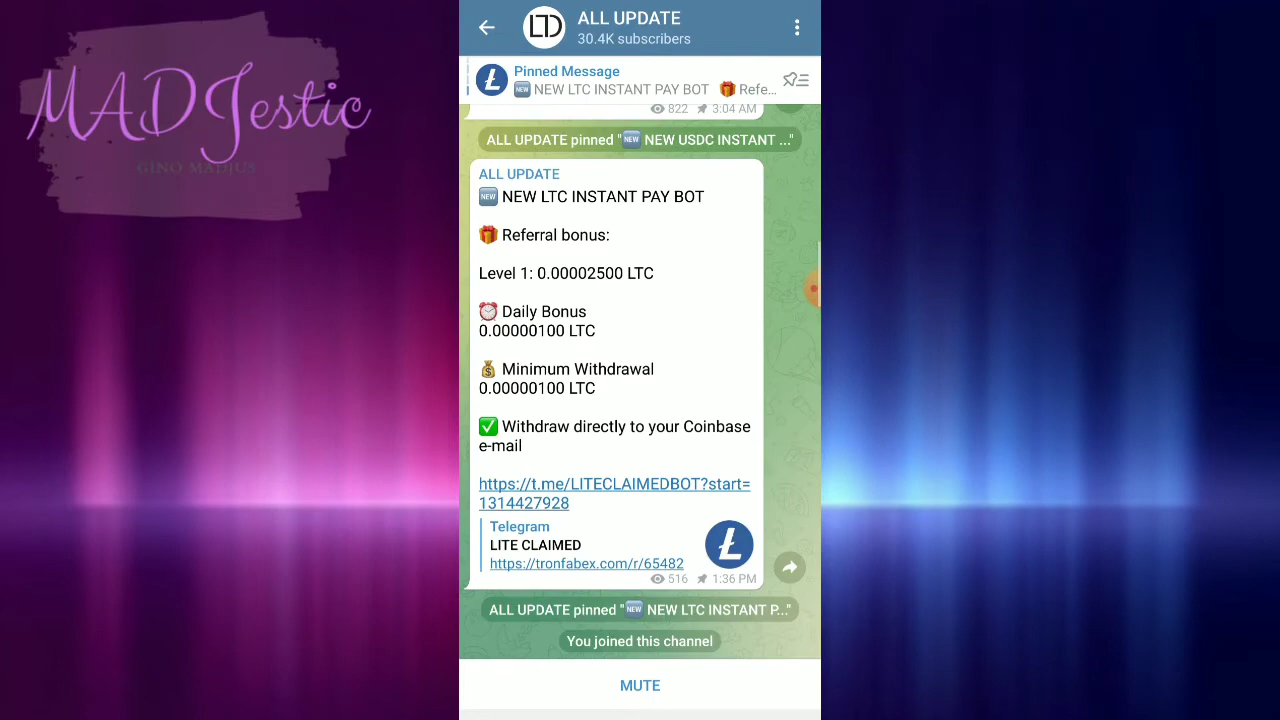 MADJestic
GINO MADJUS
LTD
ALL UPDATE
30.4K subscribers
Pinned Message
🆕 NEW LTC INSTANT PAY BOT 🎁 Refe...
822 3:04 AM
ALL UPDATE pinned "🆕 NEW USDC INSTANT ..."
ALL UPDATE
🆕 NEW LTC INSTANT PAY BOT
🎁 Referral bonus:
Level 1: 0.00002500 LTC
⏰ Daily Bonus
0.00000100 LTC
💰 Minimum Withdrawal
0.00000100 LTC
✅ Withdraw directly to your Coinbase
e-mail
https://t.me/LITECLAIMEDBOT?start=
1314427928
Telegram
LITE CLAIMED
https://tronfabex.com/r/65482
516 1:36 PM
ALL UPDATE pinned "🆕 NEW LTC INSTANT P..."
You joined this channel
MUTE